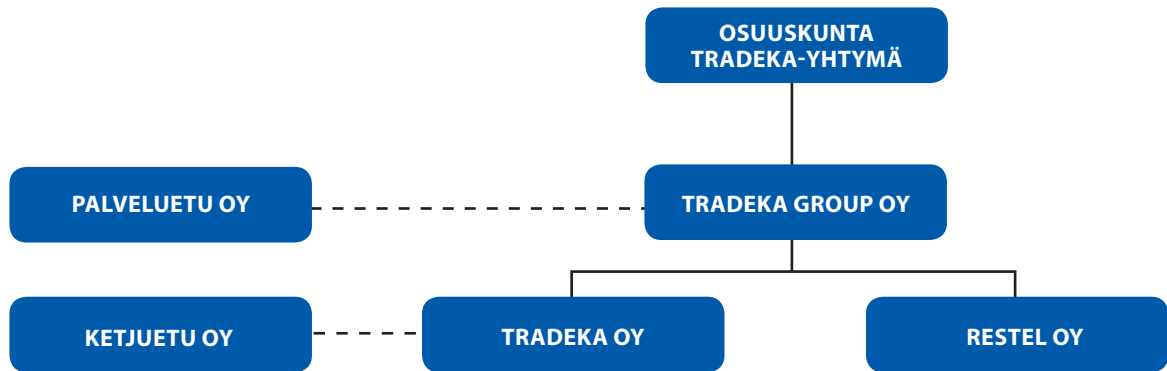 OSUUSKUNTA
TRADEKA-YHTYMÄ
PALVELUETU OY
TRADEKA GROUP OY
KETJUETU OY
TRADEKA OY
RESTEL OY